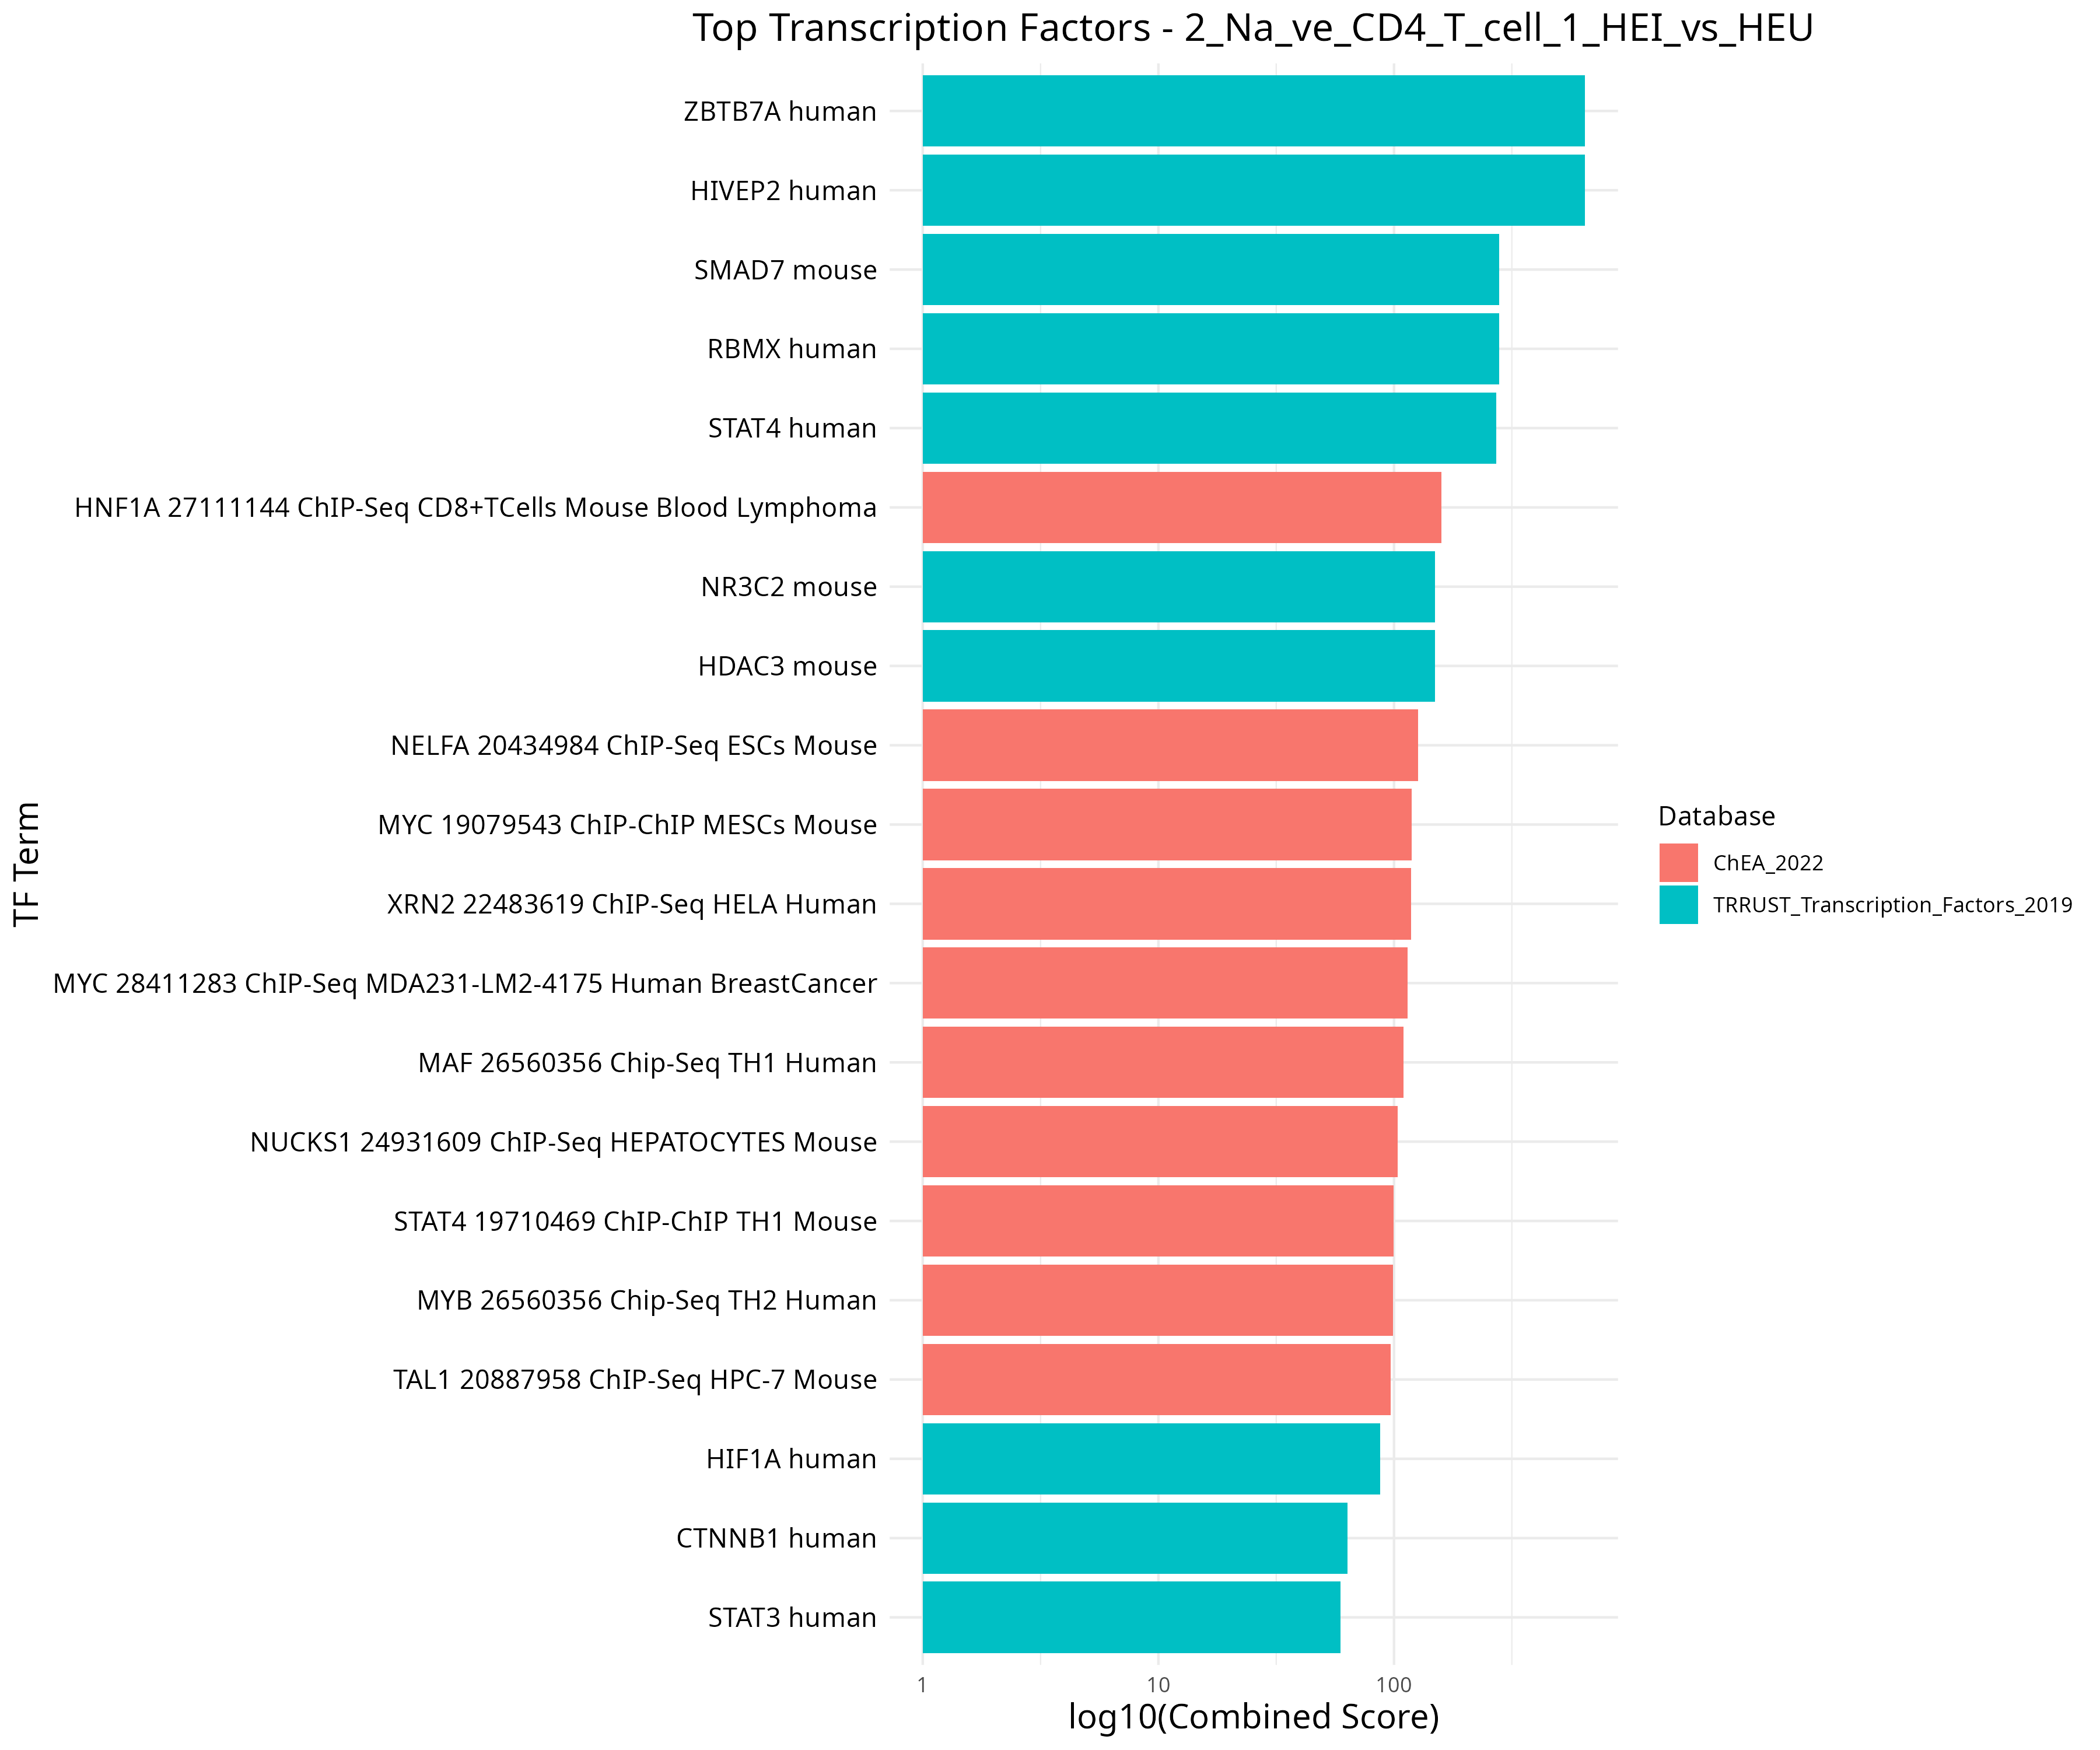 Top Transcription Factors - 2_Na_ve_CD4_T_cell_1_HEI_vs_HEU
TF Term
ZBTB7A human
HIVEP2 human
SMAD7 mouse
RBMX human
STAT4 human
HNF1A 27111144 ChIP-Seq CD8+TCells Mouse Blood Lymphoma
NR3C2 mouse
HDAC3 mouse
NELFA 20434984 ChIP-Seq ESCs Mouse
MYC 19079543 ChIP-ChIP MESCs Mouse
XRN2 22483619 ChIP-Seq HELA Human
MYC 28411283 ChIP-Seq MDA231-LM2-4175 Human BreastCancer
MAF 26560356 Chip-Seq TH1 Human
NUCKS1 24931609 ChIP-Seq HEPATOCYTES Mouse
STAT4 19710469 ChIP-ChIP TH1 Mouse
MYB 26560356 Chip-Seq TH2 Human
TAL1 20887958 ChIP-Seq HPC-7 Mouse
HIF1A human
CTNNB1 human
STAT3 human
1 10 100
log10(Combined Score)
Database
ChEA_2022
TRRUST_Transcription_Factors_2019